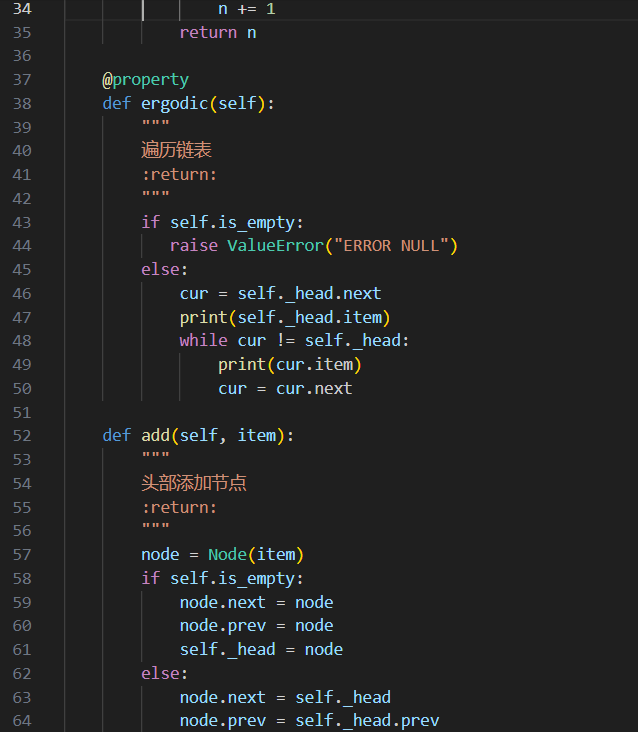 34 n += 1
35 return n
36
37 @property
38 def ergodic(self):
39 """
40 遍历链表
41 :return:
42 """
43 if self.is_empty:
44 raise ValueError("ERROR NULL")
45 else:
46 cur = self._head.next
47 print(self._head.item)
48 while cur != self._head:
49 print(cur.item)
50 cur = cur.next
51
52 def add(self, item):
53 """
54 头部添加节点
55 :return:
56 """
57 node = Node(item)
58 if self.is_empty:
59 node.next = node
60 node.prev = node
61 self._head = node
62 else:
63 node.next = self._head
64 node.prev = self._head.prev